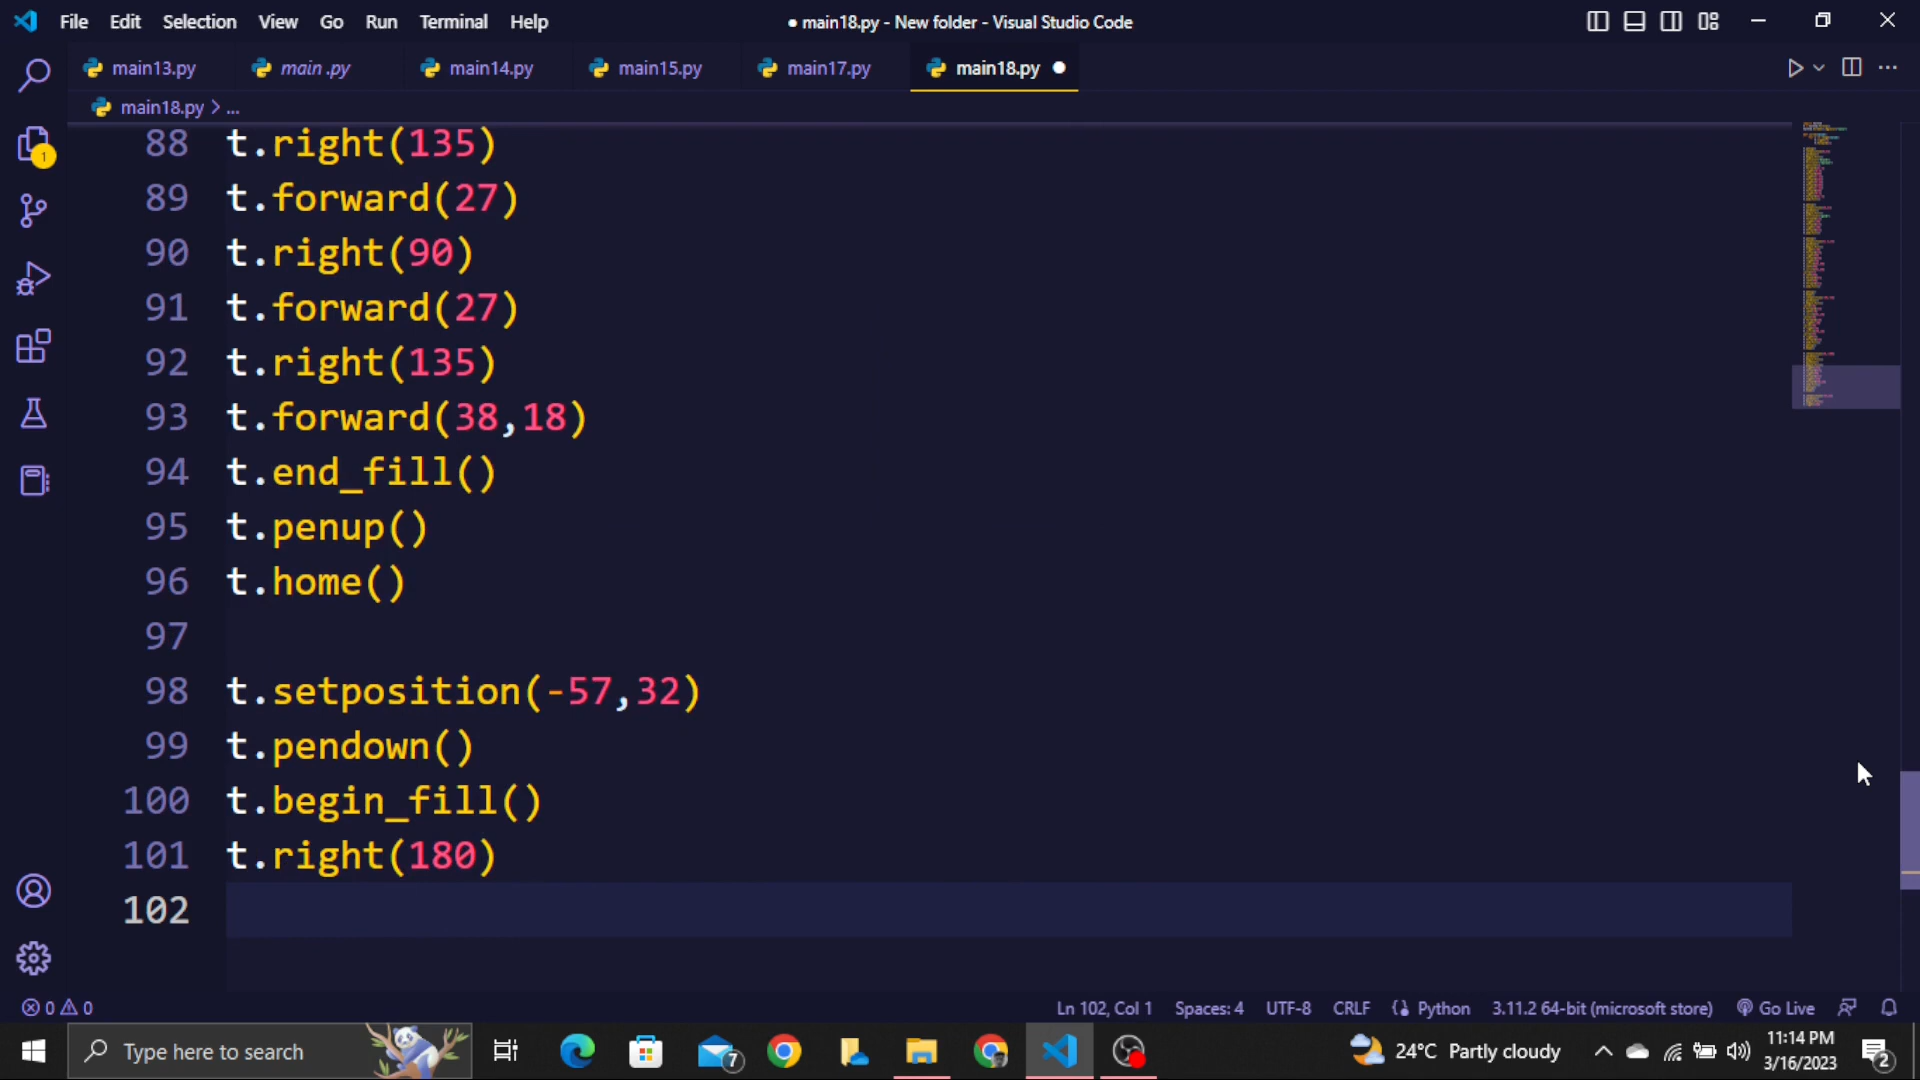 File Edit Selection View Go Run Terminal Help
● main18.py - New folder - Visual Studio Code
main13.py main .py main14.py main15.py main17.py main18.py
main18.py > ...
88 t.right(135)
89 t.forward(27)
90 t.right(90)
91 t.forward(27)
92 t.right(135)
93 t.forward(38,18)
94 t.end_fill()
95 t.penup()
96 t.home()
97
98 t.setposition(-57,32)
99 t.pendown()
100 t.begin_fill()
101 t.right(180)
102
1
0 0 Ln 102, Col 1 Spaces: 4 UTF-8 CRLF Python 3.11.2 64-bit (microsoft store) Go Live
Type here to search 7 24°C Partly cloudy 11:14 PM 2
3/16/2023